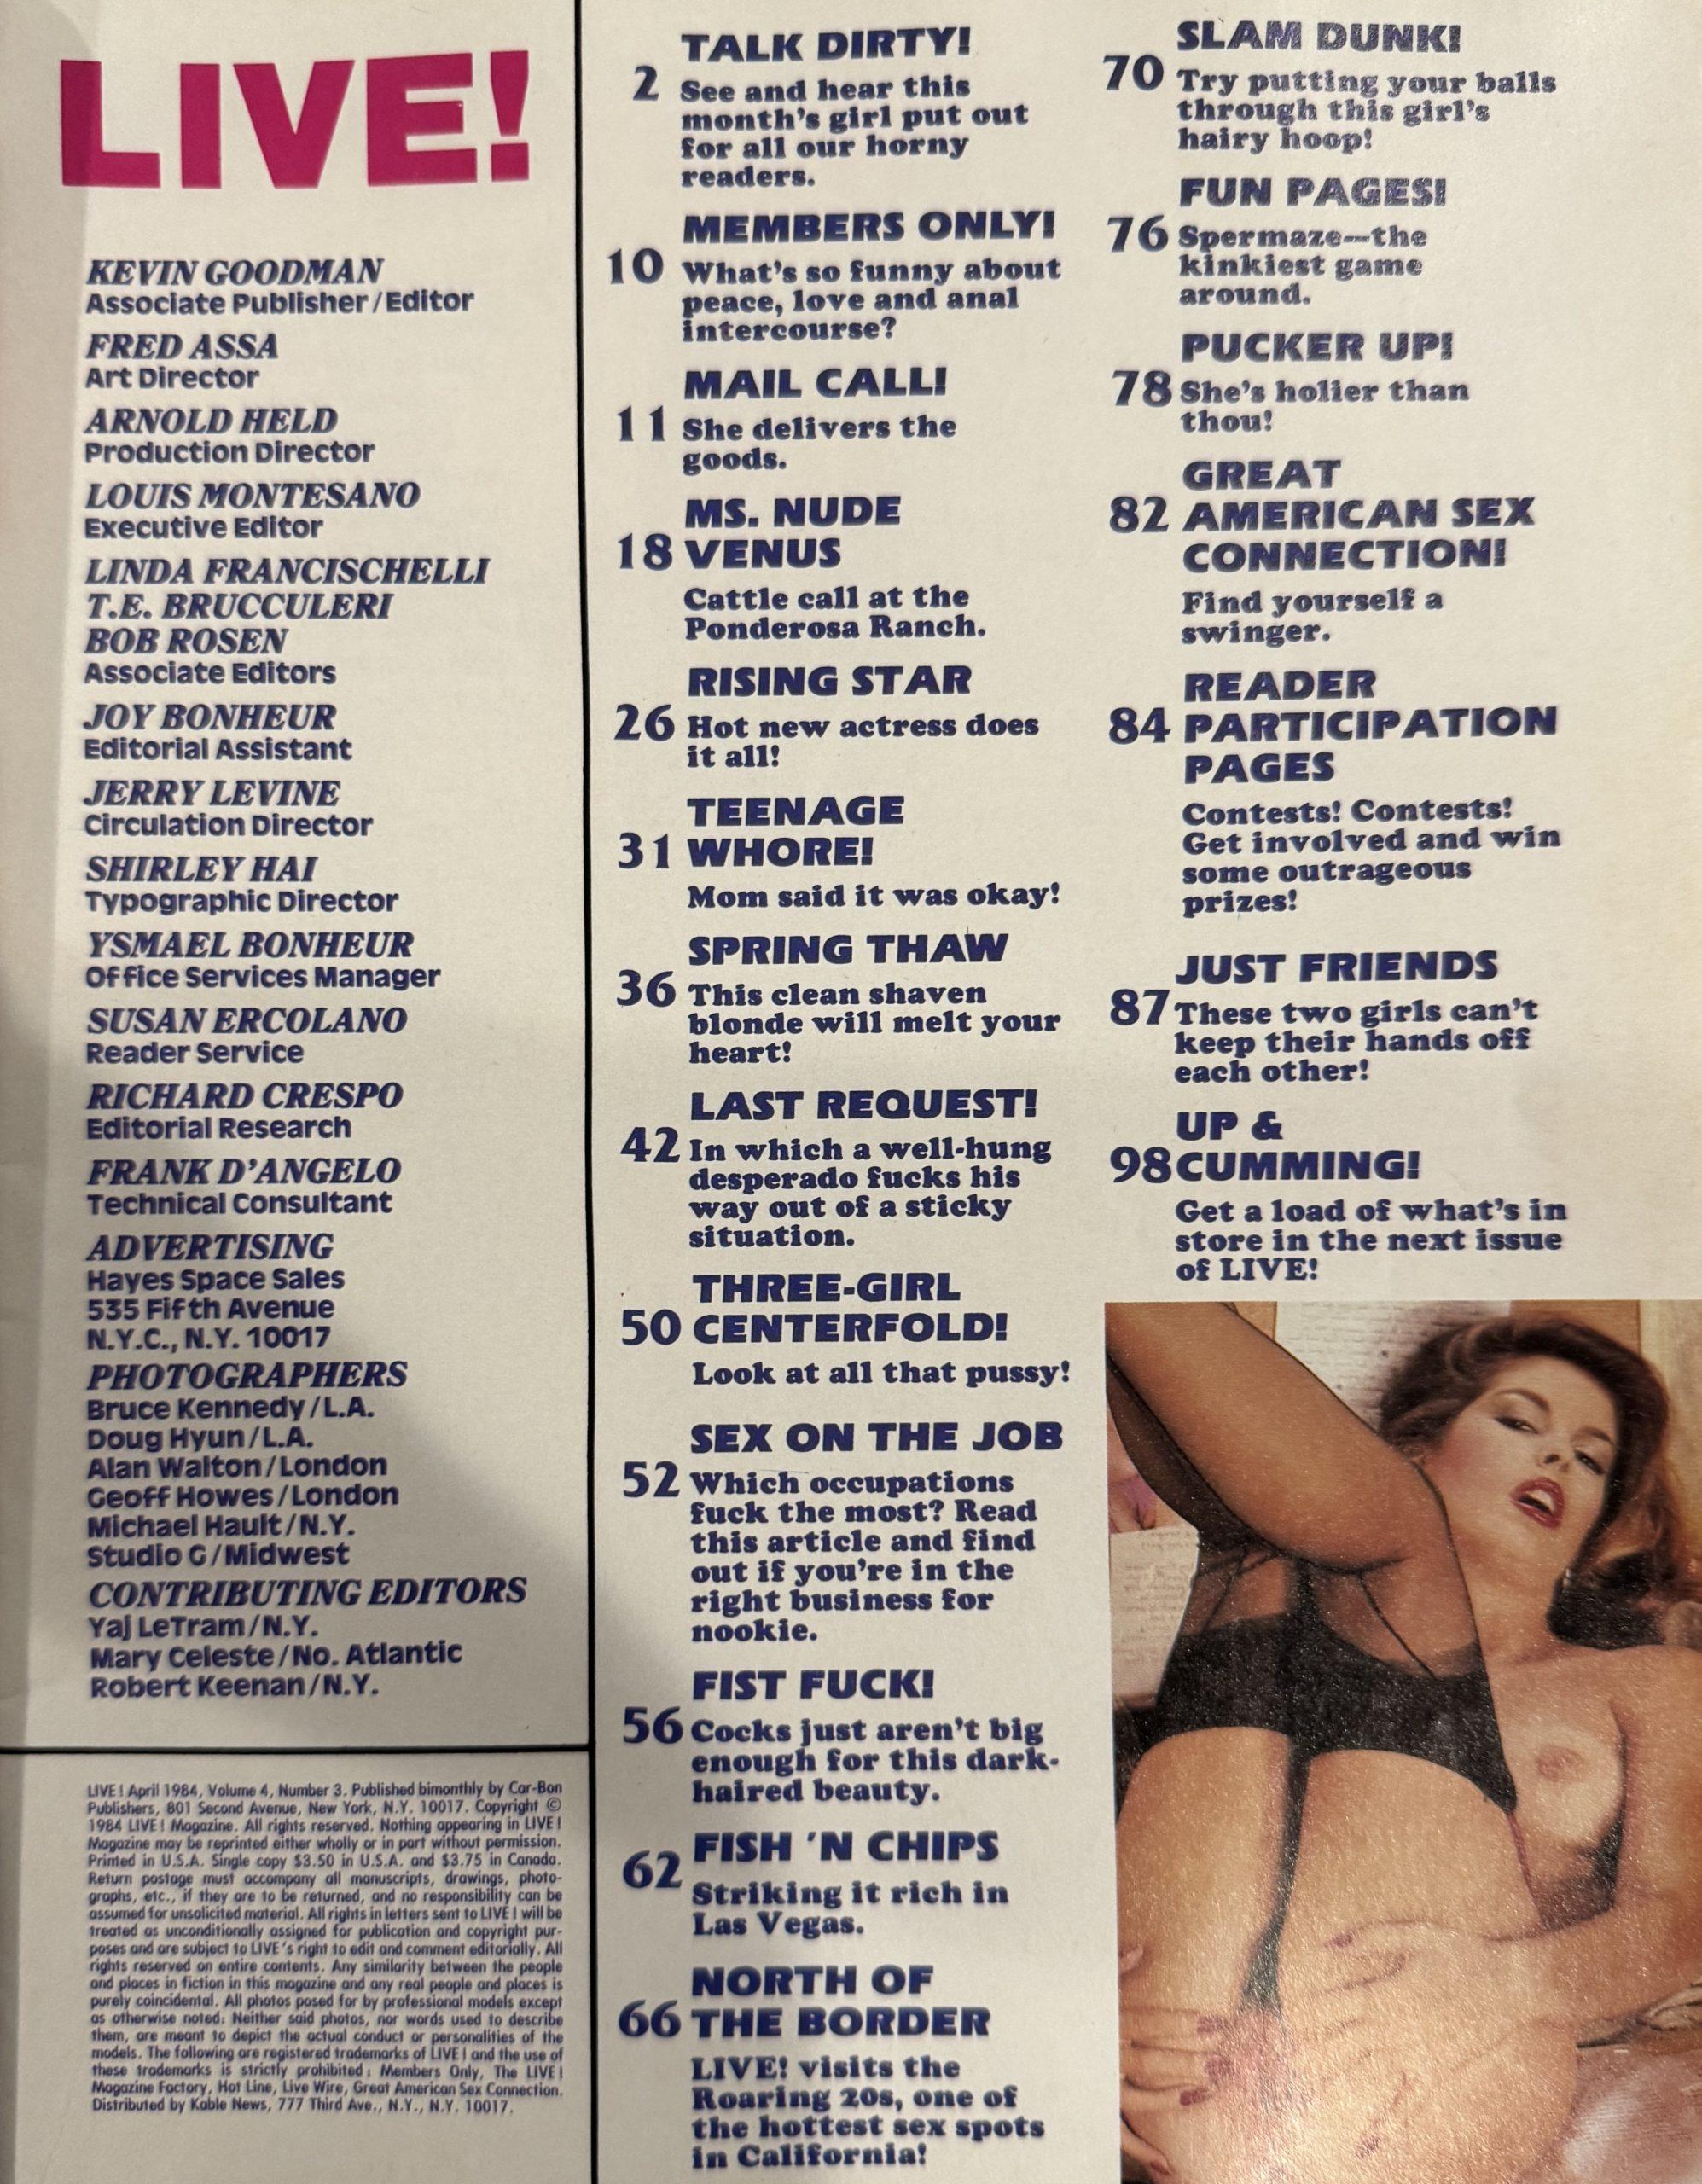 LIVE!
KEVIN GOODMAN
Associate Publisher/Editor
FRED ASSA
Art Director
ARNOLD HELD
Production Director
LOUIS MONTESANO
Executive Editor
LINDA FRANCISCHELLI
T.E. BRUCCULERI
BOB ROSEN
Associate Editors
JOY BONHEUR
Editorial Assistant
JERRY LEVINE
Circulation Director
SHIRLEY HAI
Typographic Director
YSMAEL BONHEUR
Office Services Manager
SUSAN ERCOLANO
Reader Service
RICHARD CRESPO
Editorial Research
FRANK D'ANGELO
Technical Consultant
ADVERTISING
Hayes Space Sales
535 Fifth Avenue
N.Y.C., N.Y. 10017
PHOTOGRAPHERS
Bruce Kennedy/L.A.
Doug Hyun/L.A.
Alan Walton/London
Geoff Howes/London
Michael Hault/N.Y.
Studio G/Midwest
CONTRIBUTING EDITORS
Yaj LeTram/N.Y.
Mary Celeste/No. Atlantic
Robert Keenan/N.Y.
LIVE! April 1984, Volume 4, Number 3. Published bimonthly by Car-Bon
Publishers, 801 Second Avenue, New York, N.Y. 10017. Copyright ©
1984 LIVE! Magazine. All rights reserved. Nothing appearing in LIVE!
Magazine may be reprinted either wholly or in part without permission.
Printed in U.S.A. Single copy $3.50 in U.S.A. and $3.75 in Canada.
Return postage must accompany all manuscripts, drawings, photo-
graphs, etc., if they are to be returned, and no responsibility can be
assumed for unsolicited material. All rights in letters sent to LIVE! will be
treated as unconditionally assigned for publication and copyright pur-
poses and are subject to LIVE's right to edit and comment editorially. All
rights reserved on entire contents. Any similarity between the people
and places in fiction in this magazine and any real people and places is
purely coincidental. All photos posed for by professional models except
as otherwise noted. Neither said photos, nor words used to describe
them, are meant to depict the actual conduct or personalities of the
models. The following are registered trademarks of LIVE! and the use of
these trademarks is strictly prohibited: Members Only, The LIVE!
Magazine Factory, Hot Line, Live Wire, Great American Sex Connection.
Distributed by Kable News, 777 Third Ave., N.Y., N.Y. 10017.
TALK DIRTY!
2 See and hear this
month's girl put out
for all our horny
readers.
MEMBERS ONLY!
10 What's so funny about
peace, love and anal
intercourse?
MAIL CALL!
11 She delivers the
goods.
MS. NUDE
18 VENUS
Cattle call at the
Ponderosa Ranch.
RISING STAR
26 Hot new actress does
it all!
TEENAGE
31 WHORE!
Mom said it was okay!
SPRING THAW
36 This clean shaven
blonde will melt your
heart!
LAST REQUEST!
42 In which a well-hung
desperado fucks his
way out of a sticky
situation.
THREE-GIRL
50 CENTERFOLD!
Look at all that pussy!
SEX ON THE JOB
52 Which occupations
fuck the most? Read
this article and find
out if you're in the
right business for
nookie.
FIST FUCK!
56 Cocks just aren't big
enough for this dark-
haired beauty.
FISH 'N CHIPS
62 Striking it rich in
Las Vegas.
NORTH OF
66 THE BORDER
LIVE! visits the
Roaring 20s, one of
the hottest sex spots
in California!
SLAM DUNK!
70 Try putting your balls
through this girl's
hairy hoop!
FUN PAGES!
76 Spermaze—the
kinkiest game
around.
PUCKER UP!
78 She's holier than
thou!
GREAT
82 AMERICAN SEX
CONNECTION!
Find yourself a
swinger.
READER
84 PARTICIPATION
PAGES
Contests! Contests!
Get involved and win
some outrageous
prizes!
JUST FRIENDS
87 These two girls can't
keep their hands off
each other!
UP &
98 CUMMING!
Get a load of what's in
store in the next issue
of LIVE!